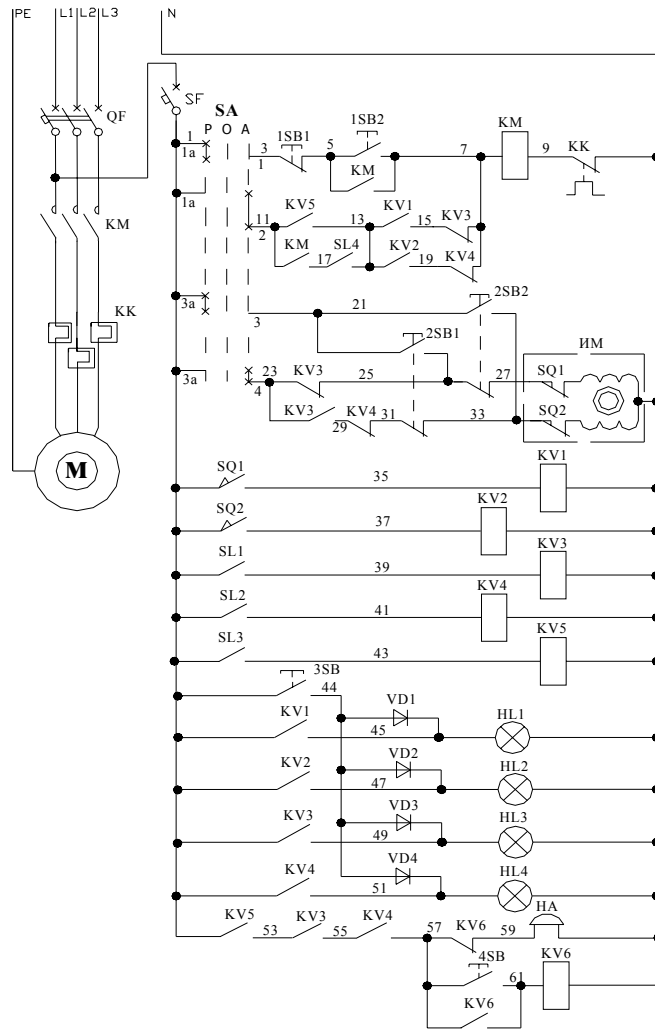 PE L1 L2 L3 N
QF SF SA
Р О А
1 3 1SB1 5 1SB2 7 KM 9 KK
1a 1 KM
1a
11 KV5 13 KV1 15 KV3
KM 2 KM 17 SL4 KV2 19 KV4
3a 21 2SB2
3
KK 2SB1 ИМ
3a 23 KV3 25 27 SQ1
4
KV3 29 KV4 31 33 SQ2
M
SQ1 35 KV1
SQ2 37 KV2
SL1 39 KV3
SL2 41 KV4
SL3 43 KV5
3SB 44
KV1 45 VD1 HL1
KV2 47 VD2 HL2
KV3 49 VD3 HL3
KV4 51 VD4 HL4
KV5 53 KV3 55 KV4 57 KV6 59 HA
4SB 61 KV6
KV6